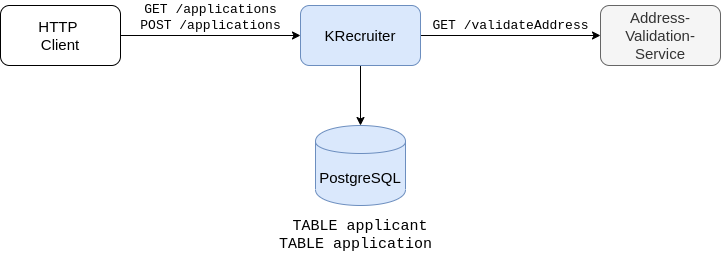 HTTP
Client
GET /applications
POST /applications
KRecruiter
GET /validateAddress
Address-
Validation-
Service
PostgreSQL
TABLE applicant
TABLE application